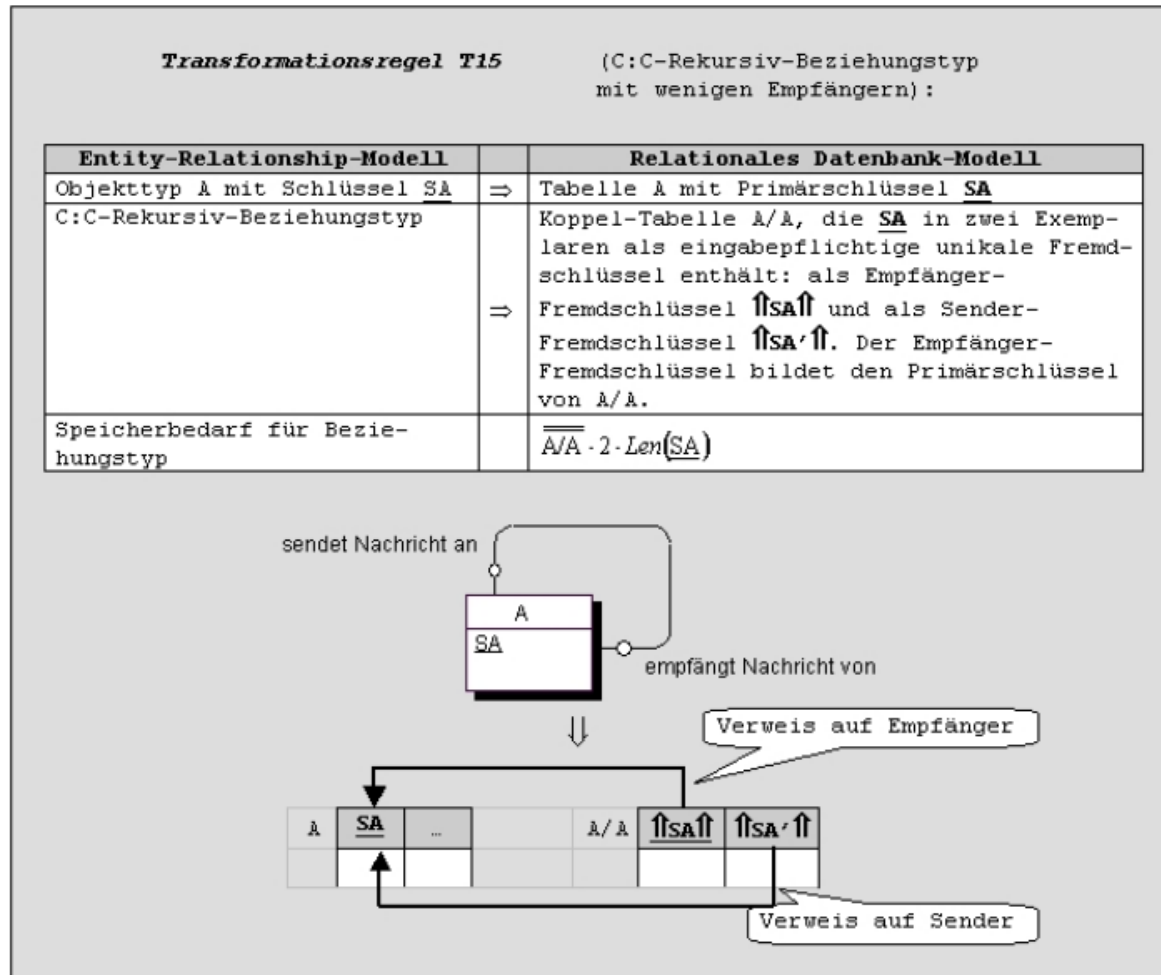 Transformationsregel T15 (C:C-Rekursiv-Beziehungstyp
mit wenigen Empfängern):
Entity-Relationship-Modell Relationales Datenbank-Modell
Objekttyp A mit Schlüssel SA ⇒ Tabelle A mit Primärschlüssel SA
C:C-Rekursiv-Beziehungstyp ⇒ Koppel-Tabelle A/A, die SA in zwei Exemp-
laren als eingabepflichtige unikale Fremd-
schlüssel enthält: als Empfänger-
Fremdschlüssel ⇑SA⇑ und als Sender-
Fremdschlüssel ⇑SA'⇑. Der Empfänger-
Fremdschlüssel bildet den Primärschlüssel
von A/A.
Speicherbedarf für Bezie-
hungstyp
A/A · 2 · Len(SA)
sendet Nachricht an
A
SA
empfängt Nachricht von
⇓
Verweis auf Empfänger
A SA … A/A ⇑SA⇑ ⇑SA'⇑
Verweis auf Sender